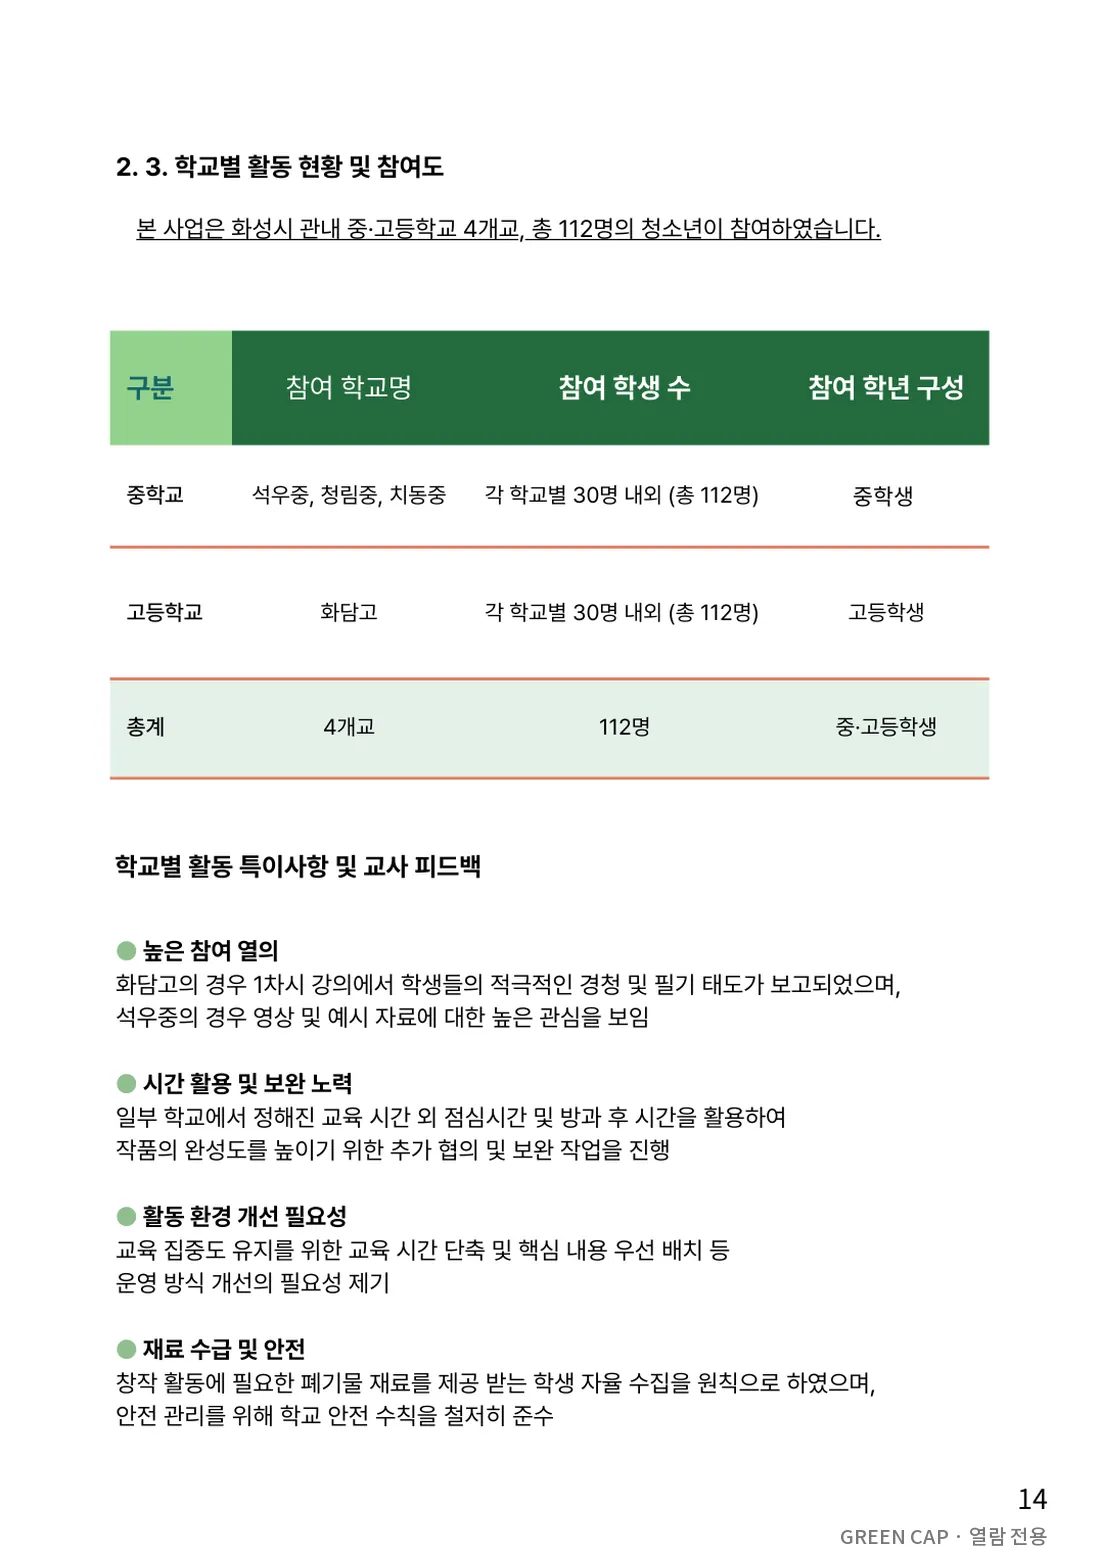 2. 3. 학교별 활동 현황 및 참여도
본 사업은 화성시 관내 중·고등학교 4개교, 총 112명의 청소년이 참여하였습니다.
구분 참여 학교명 참여 학생 수 참여 학년 구성
중학교 석우중, 청림중, 치동중 각 학교별 30명 내외 (총 112명) 중학생
고등학교 화담고 각 학교별 30명 내외 (총 112명) 고등학생
총계 4개교 112명 중·고등학생
학교별 활동 특이사항 및 교사 피드백
● 높은 참여 열의
화담고의 경우 1차시 강의에서 학생들의 적극적인 경청 및 필기 태도가 보고되었으며,
석우중의 경우 영상 및 예시 자료에 대한 높은 관심을 보임
● 시간 활용 및 보완 노력
일부 학교에서 정해진 교육 시간 외 점심시간 및 방과 후 시간을 활용하여
작품의 완성도를 높이기 위한 추가 협의 및 보완 작업을 진행
● 활동 환경 개선 필요성
교육 집중도 유지를 위한 교육 시간 단축 및 핵심 내용 우선 배치 등
운영 방식 개선의 필요성 제기
● 재료 수급 및 안전
창작 활동에 필요한 폐기물 재료를 제공 받는 학생 자율 수집을 원칙으로 하였으며,
안전 관리를 위해 학교 안전 수칙을 철저히 준수
14
GREEN CAP · 열람 전용